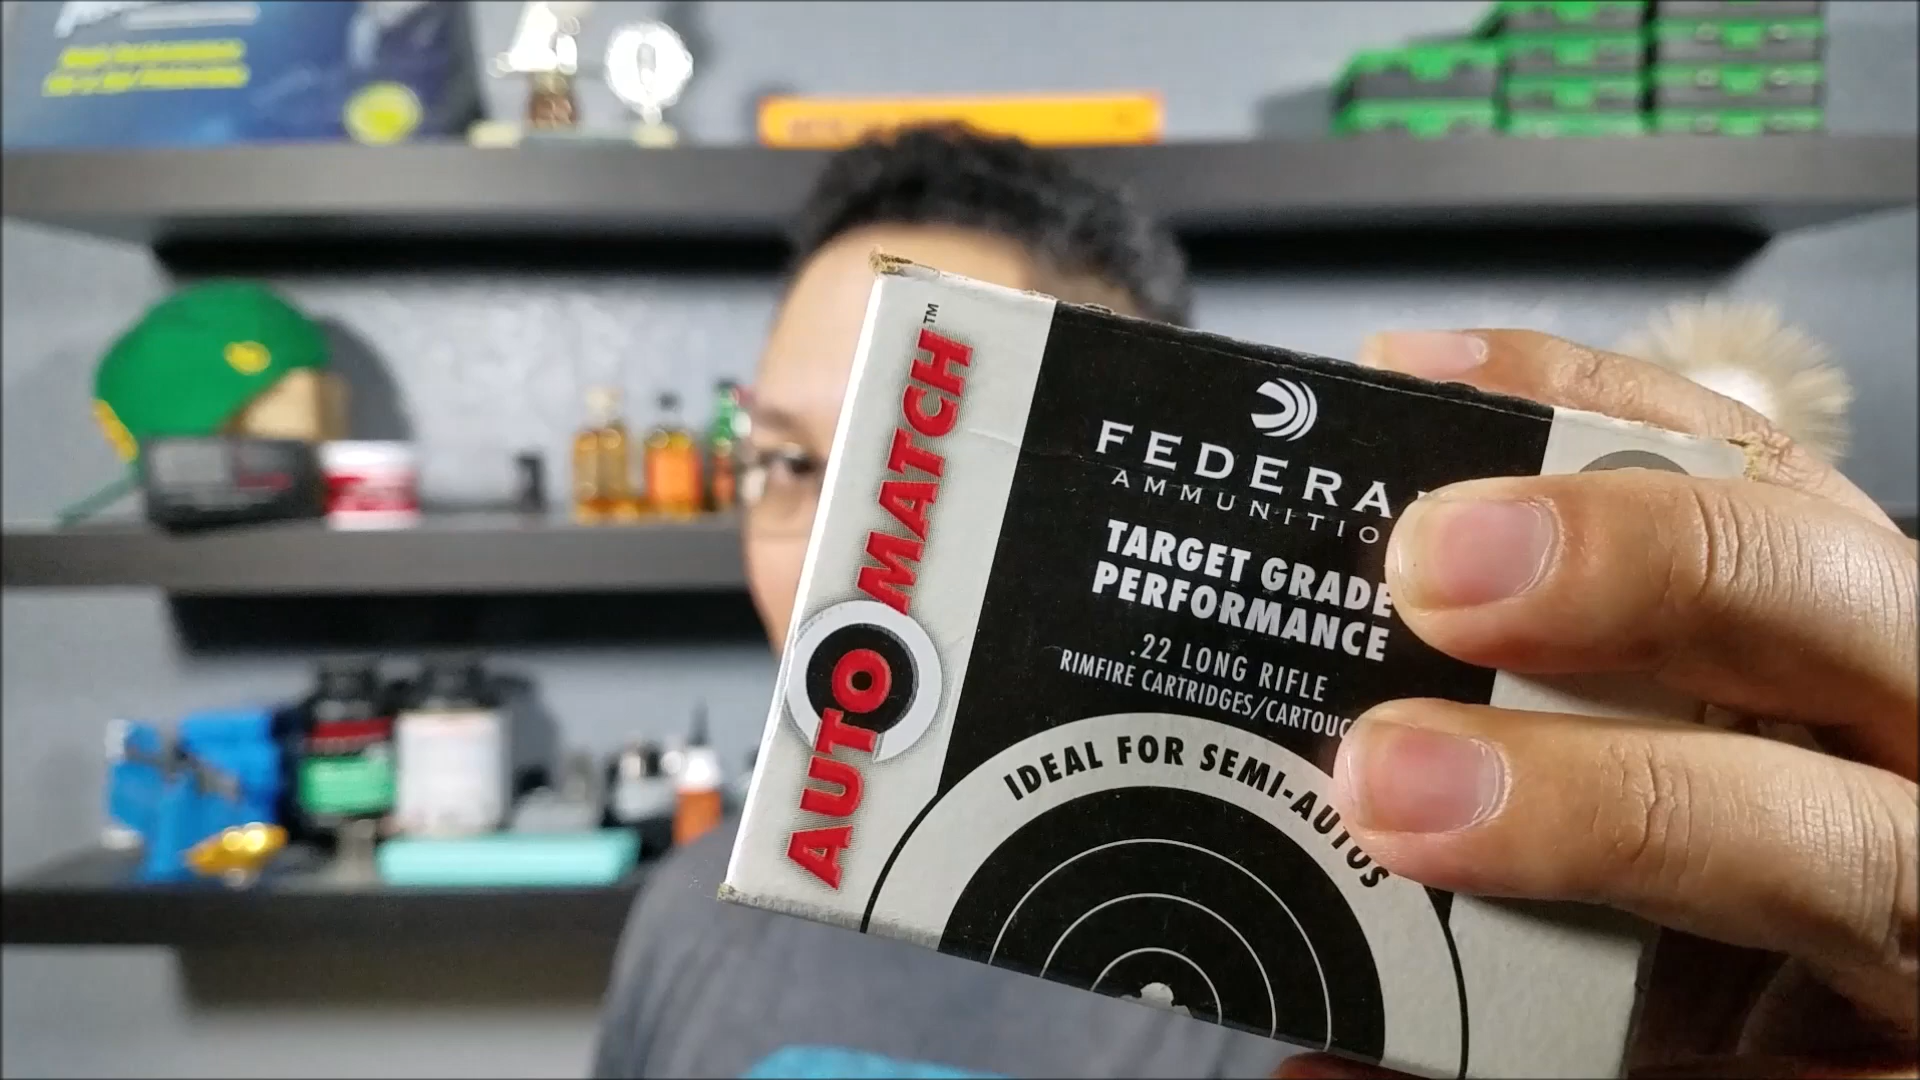 AUTOMATCH™
FEDERA
AMMUNITIO
TARGET GRADE
PERFORMANCE
.22 LONG RIFLE
RIMFIRE CARTRIDGES/CARTOUC
IDEAL FOR SEMI-AUTOS